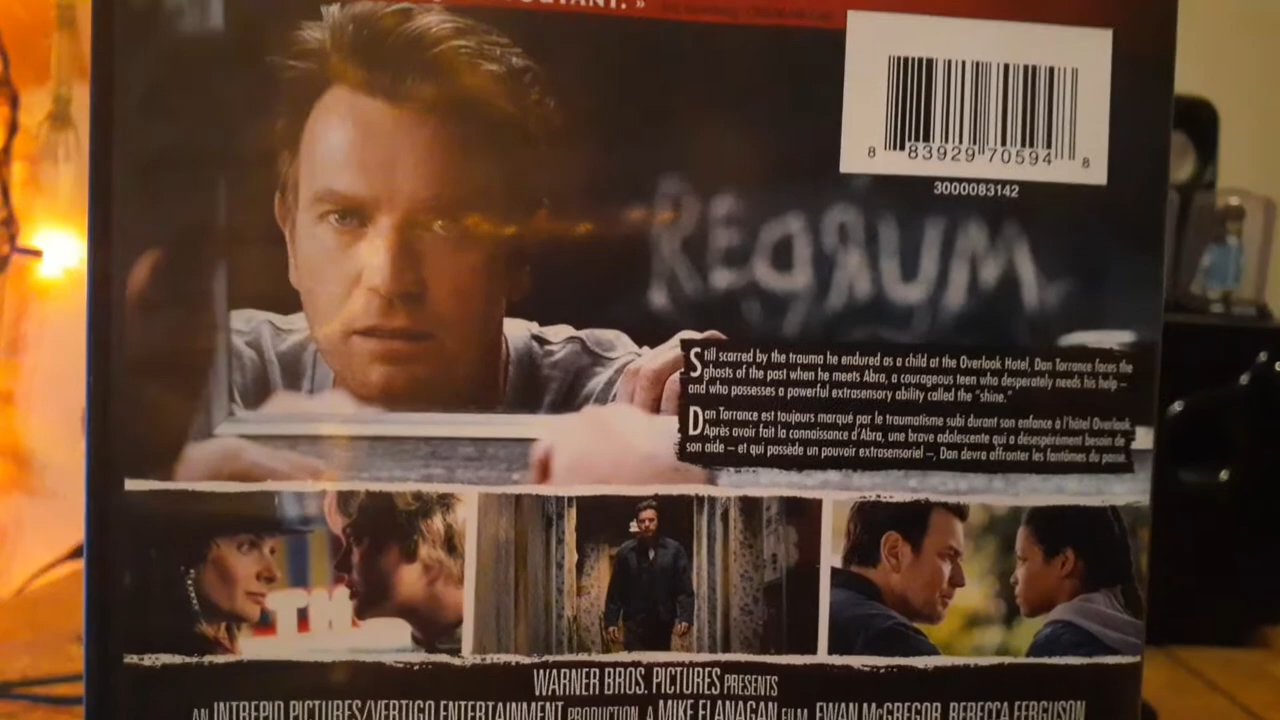 ». 
8 83929 70594 8
3000083142
REDRUM
Still scarred by the trauma he endured as a child at the Overlook Hotel, Dan Torrance faces the
ghosts of the past when he meets Abra, a courageous teen who desperately needs his help –
and who possesses a powerful extrasensory ability called the "shine."
Dan Torrance est toujours marqué par le traumatisme subi durant son enfance à l'hôtel Overlook.
Après avoir fait la connaissance d'Abra, une brave adolescente qui a désespérément besoin de
son aide – et qui possède un pouvoir extrasensoriel –, Dan devra affronter les fantômes du passé.
TH
WARNER BROS. PICTURES PRESENTS
AN INTREPID PICTURES/VERTIGO ENTERTAINMENT PRODUCTION A MIKE FLANAGAN FILM EWAN McGREGOR REBECCA FERGUSON